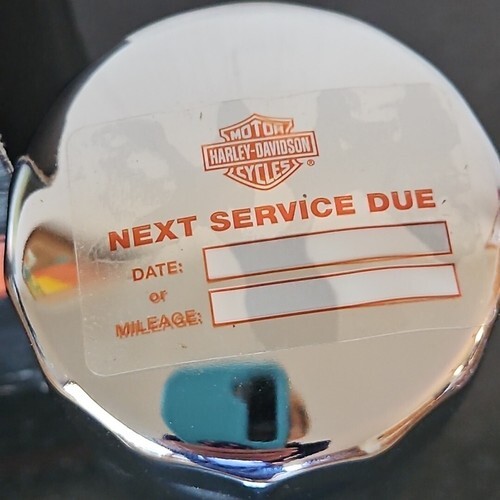 MOTOR
HARLEY-DAVIDSON
CYCLES ®
NEXT SERVICE DUE
DATE:
or
MILEAGE: